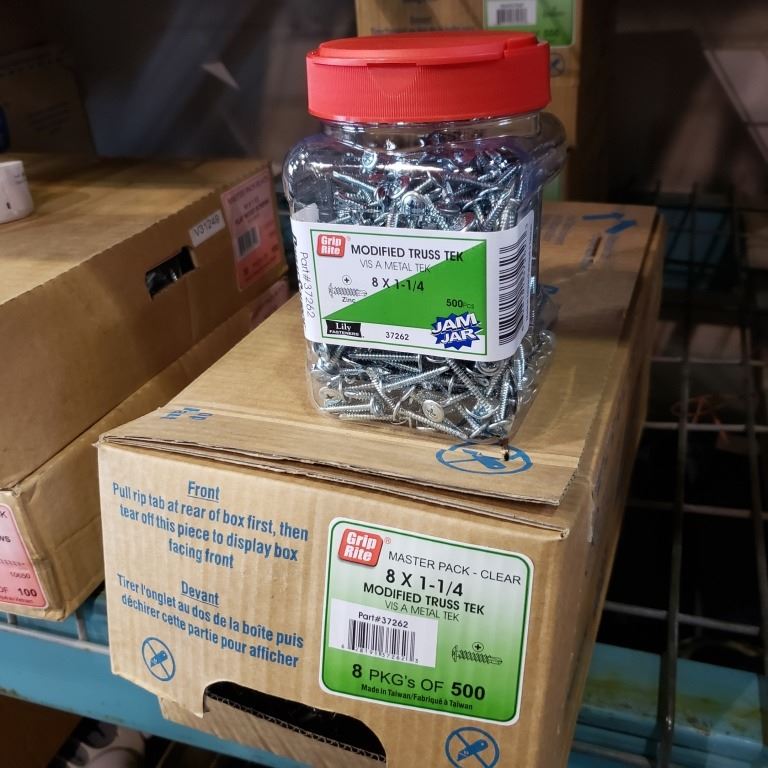 Grip
Rite
MODIFIED TRUSS TEK
VIS A METAL TEK
8 X 1-1/4
Zinc
500Pcs
Lily
FASTENERS
37262
JAM
JAR
Part#37262
Front
Pull rip tab at rear of box first, then
tear off this piece to display box
facing front
Devant
Tirer l'onglet au dos de la boîte puis
déchirer cette partie pour afficher
Grip
Rite®
MASTER PACK - CLEAR
8 X 1-1/4
MODIFIED TRUSS TEK
VIS A METAL TEK
Part#37262
8 PKG's OF 500
Made in Taiwan/Fabriqué à Taiwan
V31249
MASTER PACK
OF 100